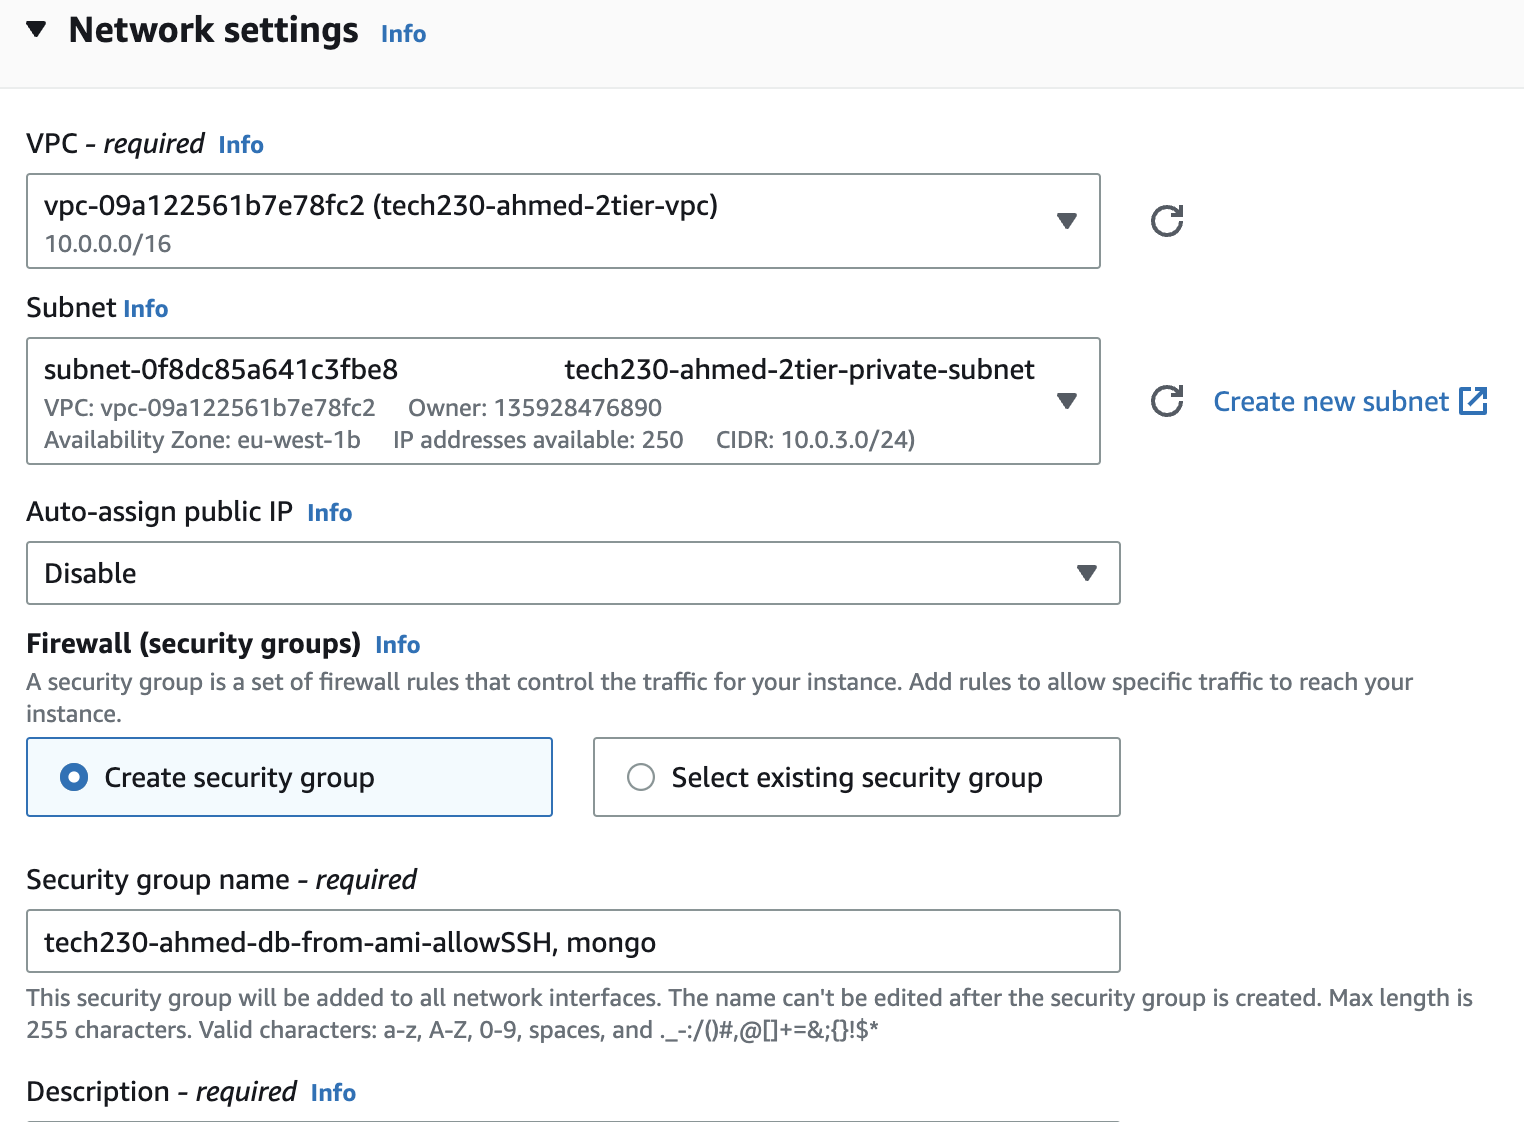 Network settings Info
VPC - required Info
vpc-09a122561b7e78fc2 (tech230-ahmed-2tier-vpc)
10.0.0.0/16
Subnet Info
subnet-0f8dc85a641c3fbe8 tech230-ahmed-2tier-private-subnet
VPC: vpc-09a122561b7e78fc2 Owner: 135928476890
Availability Zone: eu-west-1b IP addresses available: 250 CIDR: 10.0.3.0/24)
Create new subnet
Auto-assign public IP Info
Disable
Firewall (security groups) Info
A security group is a set of firewall rules that control the traffic for your instance. Add rules to allow specific traffic to reach your
instance.
Create security group
Select existing security group
Security group name - required
tech230-ahmed-db-from-ami-allowSSH, mongo
This security group will be added to all network interfaces. The name can't be edited after the security group is created. Max length is
255 characters. Valid characters: a-z, A-Z, 0-9, spaces, and ._-:/()#,@[]+=&;{}!$*
Description - required Info